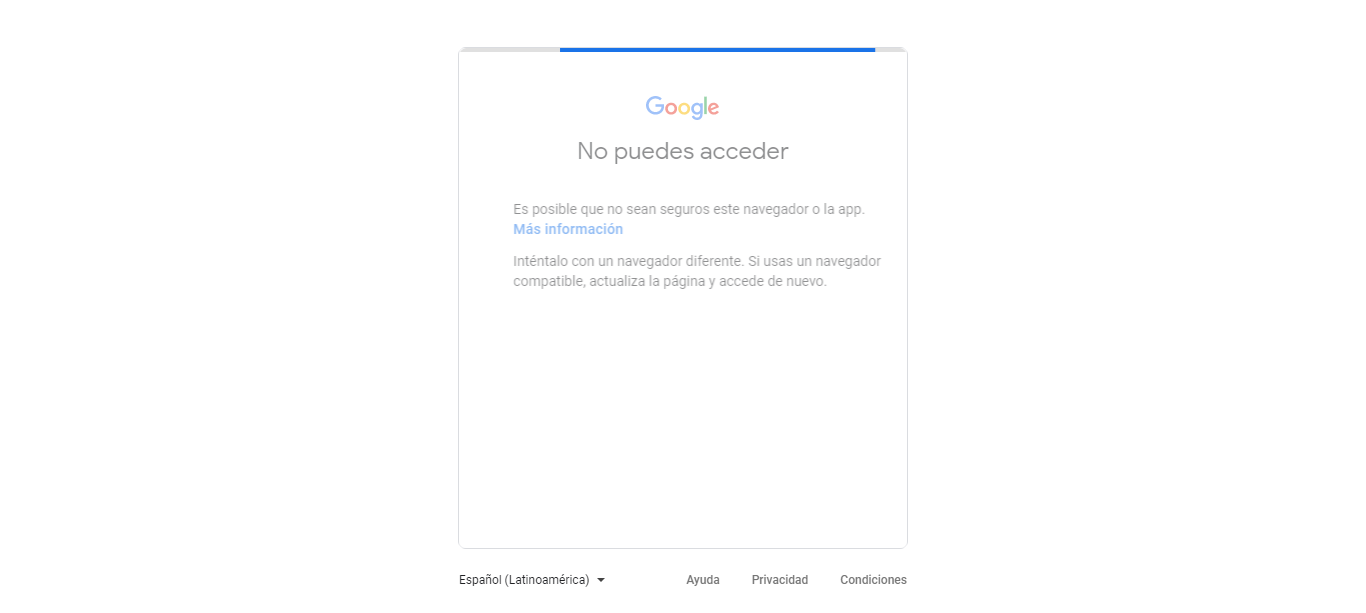 Google
No puedes acceder
Es posible que no sean seguros este navegador o la app.
Más información
Inténtalo con un navegador diferente. Si usas un navegador
compatible, actualiza la página y accede de nuevo.
Español (Latinoamérica) Ayuda Privacidad Condiciones